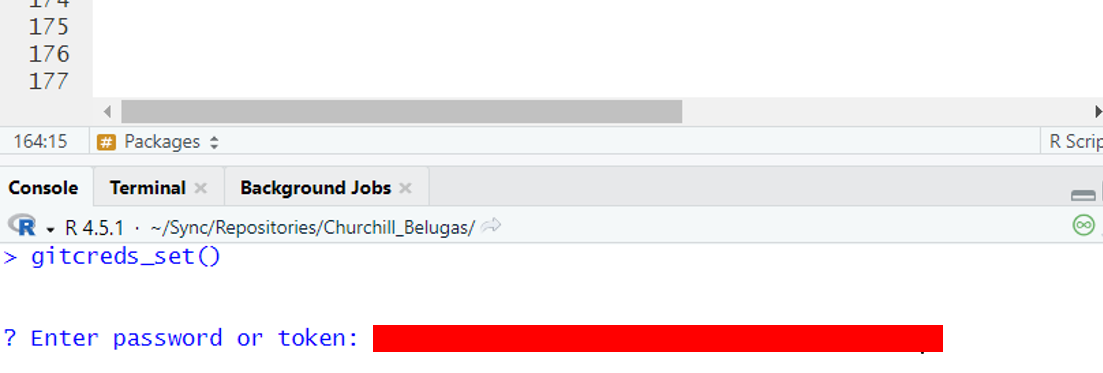 174
175
176
177
164:15 # Packages R Scrip
Console Terminal Background Jobs
R R 4.5.1 · ~/Sync/Repositories/Churchill_Belugas/
> gitcreds_set()
? Enter password or token: